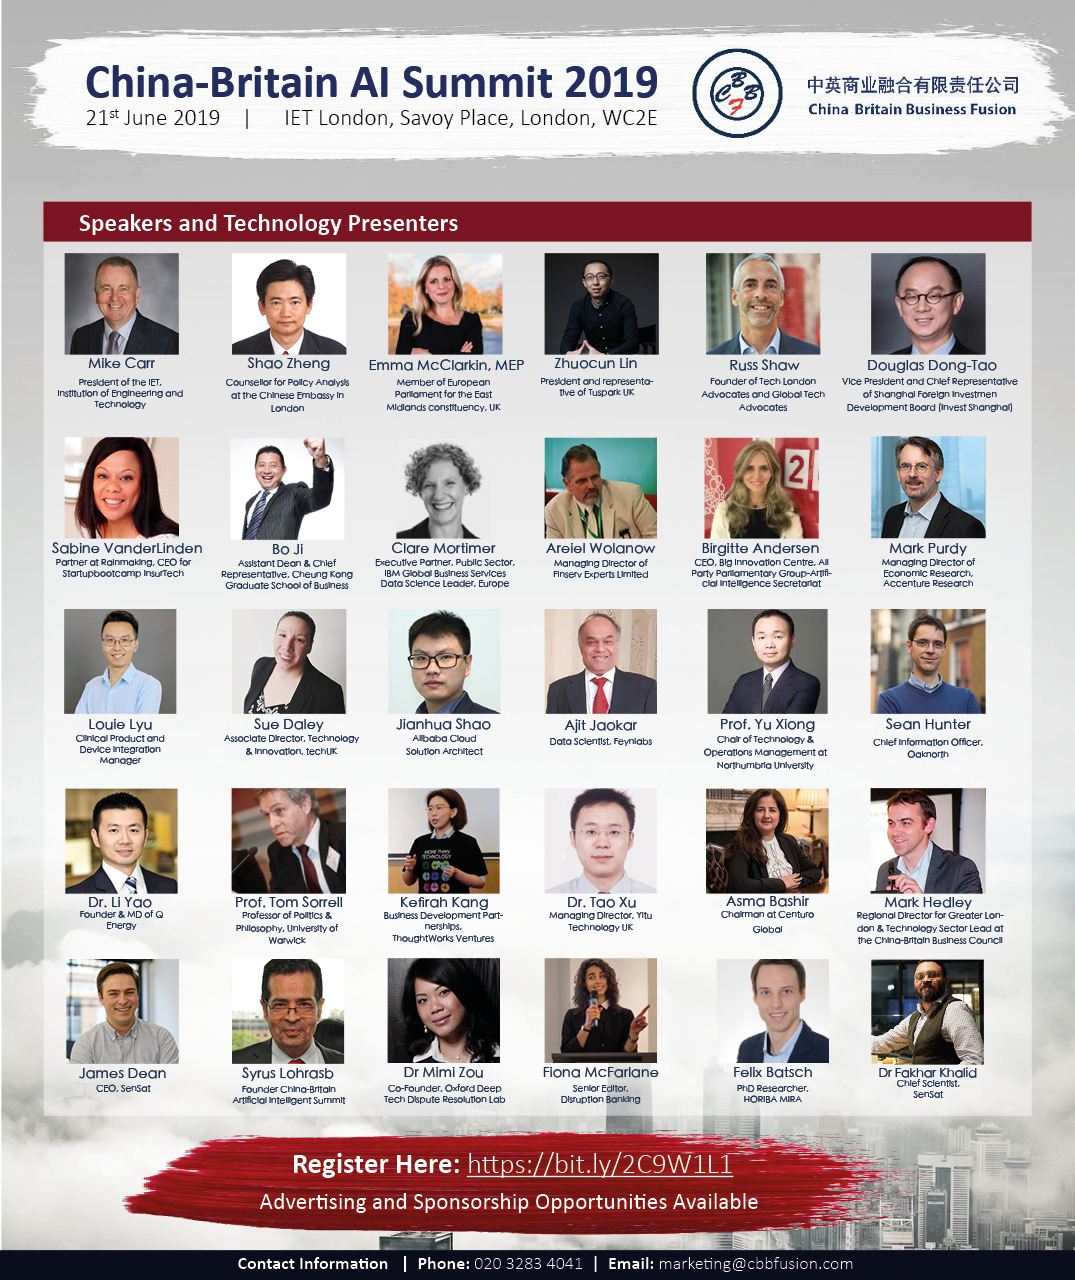 China-Britain AI Summit 2019
21st June 2019 | IET London, Savoy Place, London, WC2E
CBBF
中英商业融合有限责任公司
China Britain Business Fusion
Speakers and Technology Presenters
Mike Carr
President of the IET,
Institution of Engineering and
Technology
Shao Zheng
Counsellor for Policy Analysis
at the Chinese Embassy in
London
Emma McClarkin, MEP
Member of European
Parliament for the East
Midlands constituency, UK
Zhuocun Lin
President and representa-
tive of Tuspark UK
Russ Shaw
Founder of Tech London
Advocates and Global Tech
Advocates
Douglas Dong-Tao
Vice President and Chief Representative
of Shanghai Foreign Investmen
Development Board (Invest Shanghai)
2
Sabine VanderLinden
Partner at Rainmaking, CEO for
Startupbootcamp InsurTech
Bo Ji
Assistant Dean & Chief
Representative, Cheung Kong
Graduate School of Business
Clare Mortimer
Executive Partner, Public Sector,
IBM Global Business Services
Data Science Leader, Europe
Areiel Wolanow
Managing Director of
Finserv Experts Limited
Birgitte Andersen
CEO, Big Innovation Centre, All
Party Parliamentary Group-Artifi-
cial Intelligence Secretariat
Mark Purdy
Managing Director of
Economic Research,
Accenture Research
Louie Lyu
Clinical Product and
Device Integration
Manager
Sue Daley
Associate Director, Technology
& Innovation, techUK
Jianhua Shao
Alibaba Cloud
Solution Architect
Ajit Jaokar
Data Scientist, Feynlabs
Prof. Yu Xiong
Chair of Technology &
Operations Management at
Northumbria University
Sean Hunter
Chief Information Officer,
Oaknorth
MORE THAN
TECHNOLOGY
Dr. Li Yao
Founder & MD of Q
Energy
Prof. Tom Sorrell
Professor of Politics &
Philosophy, University of
Warwick
Kefirah Kang
Business Development Part-
nerships,
ThoughtWorks Ventures
Dr. Tao Xu
Managing Director, Yitu
Technology UK
Asma Bashir
Chairman at Centuro
Global
Mark Hedley
Regional Director for Greater Lon-
don & Technology Sector Lead at
the China-Britain Business Council
James Dean
CEO, SenSat
Syrus Lohrasb
Founder China-Britain
Artificial Intelligent Summit
Dr Mimi Zou
Co-Founder, Oxford Deep
Tech Dispute Resolution Lab
Fiona McFarlane
Senior Editor,
Disruption Banking
Felix Batsch
PhD Researcher,
HORIBA MIRA
Dr Fakhar Khalid
Chief Scientist,
SenSat
Register Here: https://bit.ly/2C9W1L1
Advertising and Sponsorship Opportunities Available
Contact Information | Phone: 020 3283 4041 | Email: marketing@cbbfusion.com